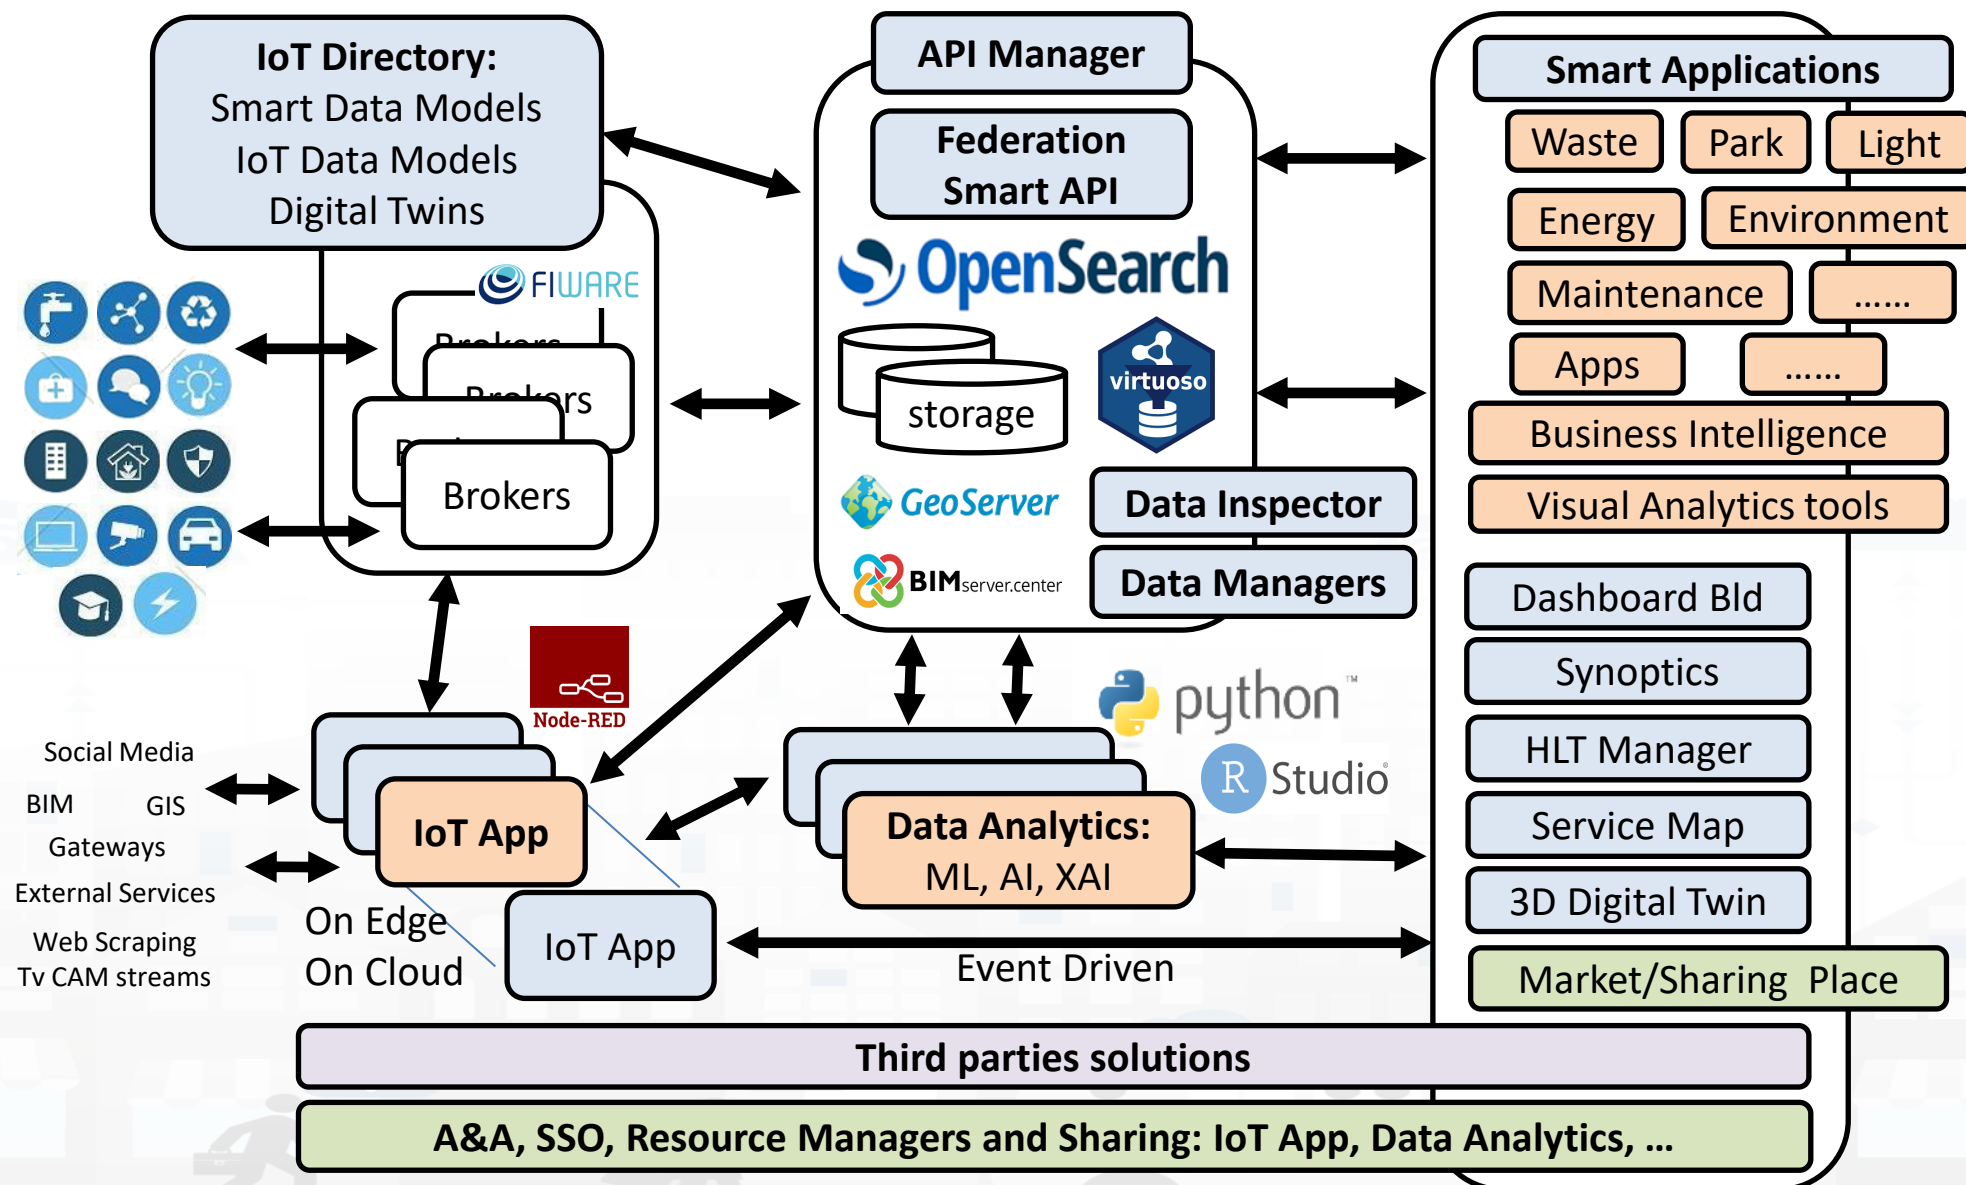 IoT Directory:
Smart Data Models
IoT Data Models
Digital Twins
FIWARE
Brokers
Brokers
Brokers
API Manager
Federation
Smart API
OpenSearch
storage
virtuoso
GeoServer
Data Inspector
BIMserver.center
Data Managers
Smart Applications
Waste
Park
Light
Energy
Environment
Maintenance
......
Apps
......
Business Intelligence
Visual Analytics tools
Dashboard Bld
Synoptics
HLT Manager
Service Map
3D Digital Twin
Market/Sharing Place
Node-RED
Social Media
BIM
GIS
Gateways
External Services
Web Scraping
Tv CAM streams
IoT App
On Edge
On Cloud
IoT App
python™
R Studio
Data Analytics:
ML, AI, XAI
Event Driven
Third parties solutions
A&A, SSO, Resource Managers and Sharing: IoT App, Data Analytics, ...